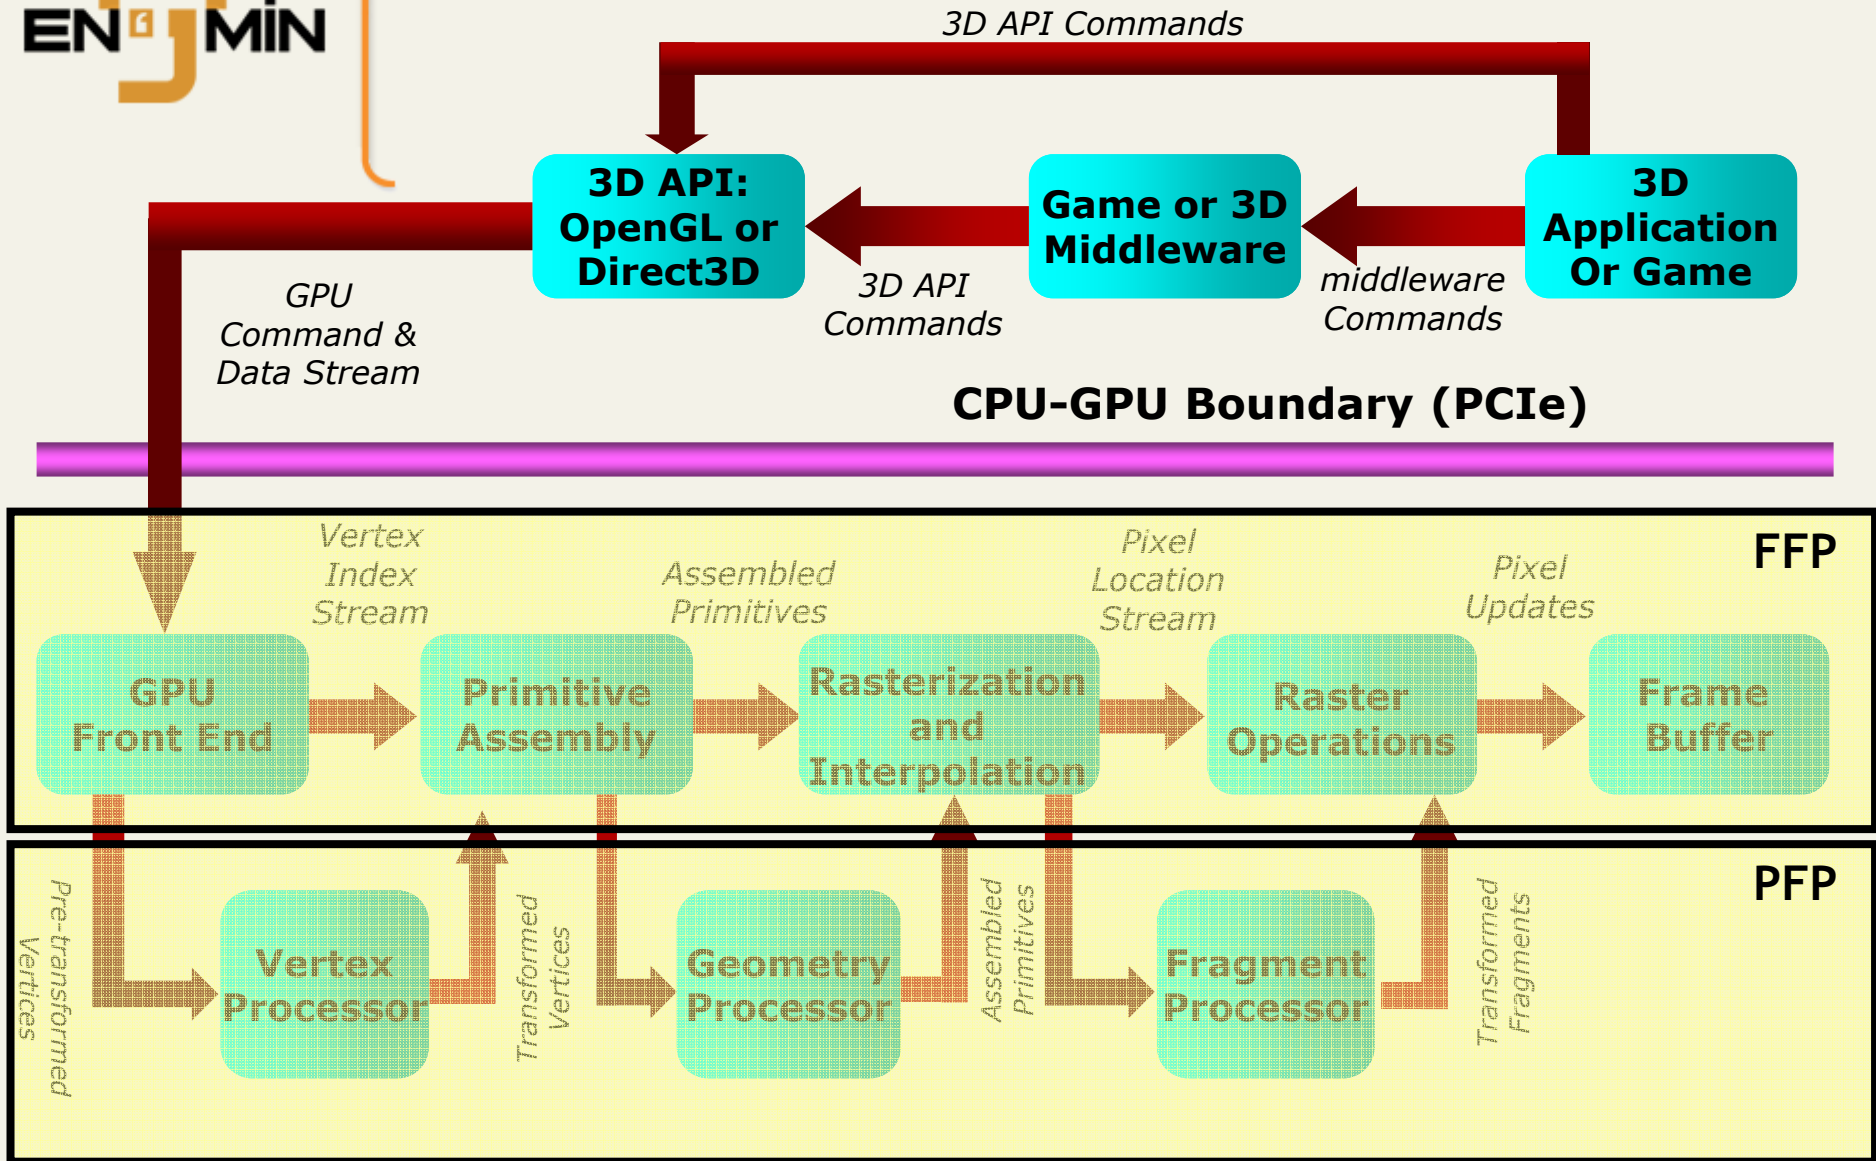 ENJMIN
3D API Commands
3D API:
OpenGL or
Direct3D
Game or 3D
Middleware
3D
Application
Or Game
GPU
Command &
Data Stream
3D API
Commands
middleware
Commands
CPU-GPU Boundary (PCIe)
FFP
Vertex
Index
Stream
Assembled
Primitives
Pixel
Location
Stream
Pixel
Updates
GPU
Front End
Primitive
Assembly
Rasterization
and
Interpolation
Raster
Operations
Frame
Buffer
PFP
Pre-transformed
Vertices
Vertex
Processor
Transformed
Vertices
Geometry
Processor
Assembled
Primitives
Fragment
Processor
Transformed
Fragments